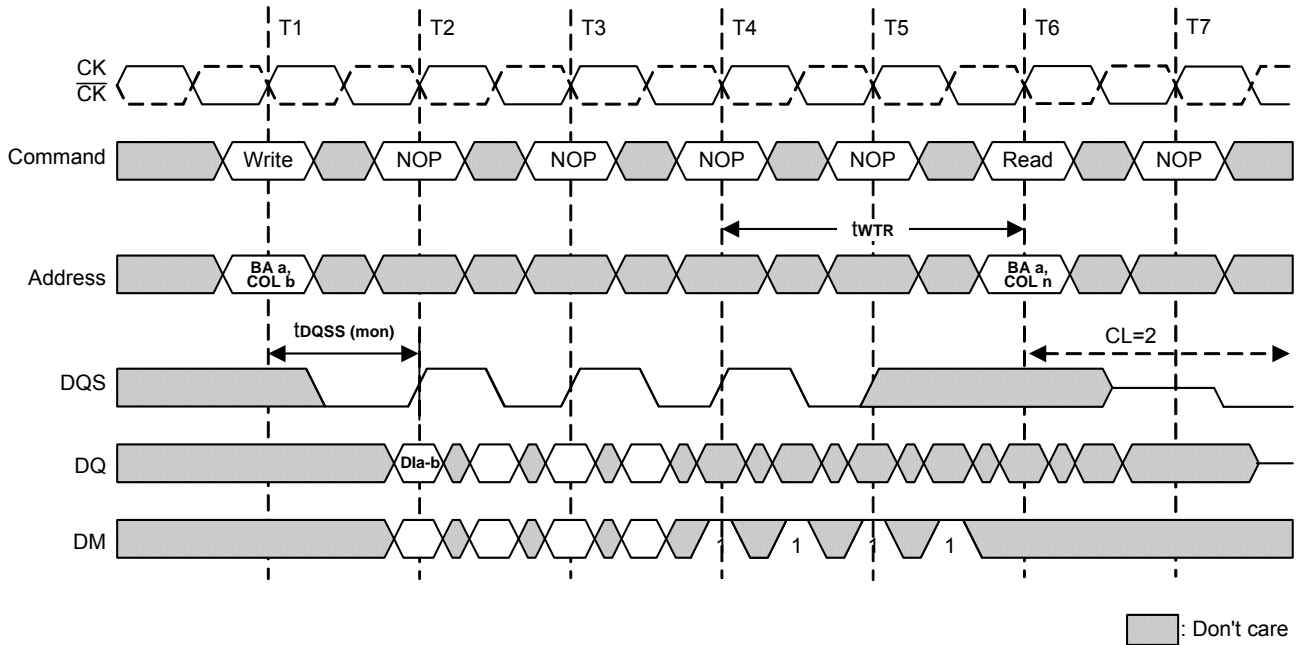 T1 T2 T3 T4 T5 T6 T7
CK
CK
Command Write NOP NOP NOP NOP Read NOP
tWTR
Address BA a, COL b BA a, COL n
tDQSS (mon)
CL=2
DQS
DQ DIa-b
DM 1 1 1 1
: Don't care